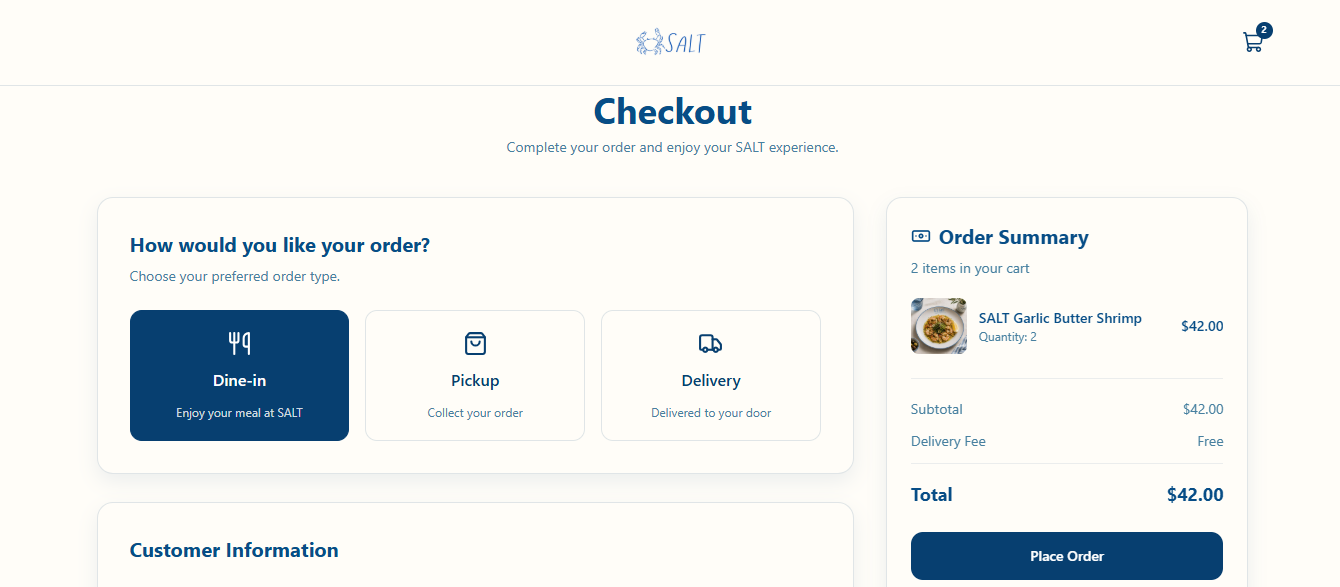 SALT
2
Checkout
Complete your order and enjoy your SALT experience.
How would you like your order?
Choose your preferred order type.
Dine-in
Enjoy your meal at SALT
Pickup
Collect your order
Delivery
Delivered to your door
Customer Information
Order Summary
2 items in your cart
SALT Garlic Butter Shrimp
Quantity: 2
$42.00
Subtotal
$42.00
Delivery Fee
Free
Total
$42.00
Place Order